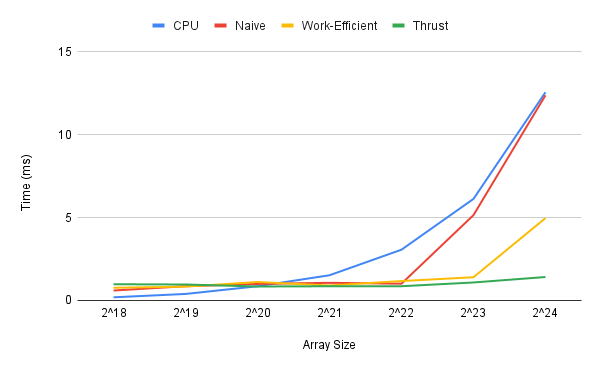 CPU Naive Work-Efficient Thrust
15
10
5
0
Time (ms)
2^18 2^19 2^20 2^21 2^22 2^23 2^24
Array Size